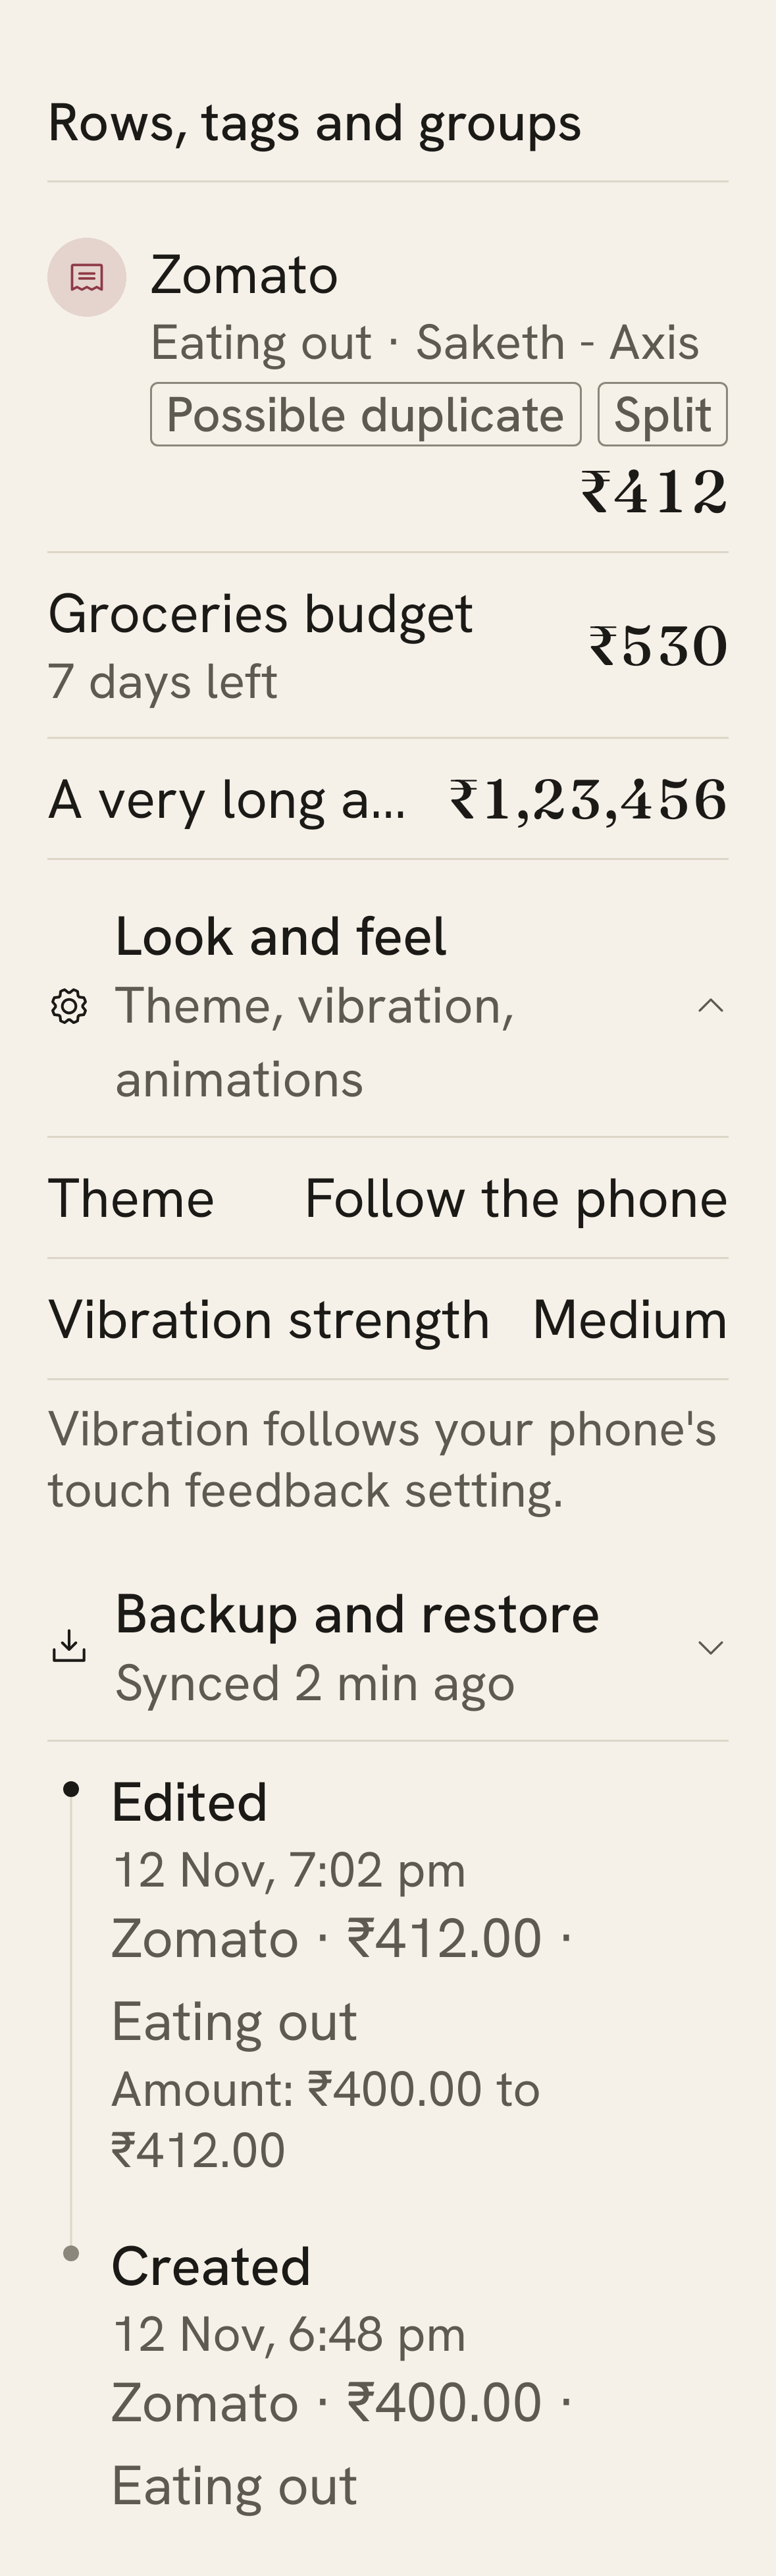 Rows, tags and groups
Zomato
Eating out · Saketh - Axis
Possible duplicate Split
₹412
Groceries budget
₹530
7 days left
A very long a... ₹1,23,456
Look and feel
Theme, vibration,
animations
Theme Follow the phone
Vibration strength Medium
Vibration follows your phone's
touch feedback setting.
Backup and restore
Synced 2 min ago
Edited
12 Nov, 7:02 pm
Zomato · ₹412.00 ·
Eating out
Amount: ₹400.00 to
₹412.00
Created
12 Nov, 6:48 pm
Zomato · ₹400.00 ·
Eating out